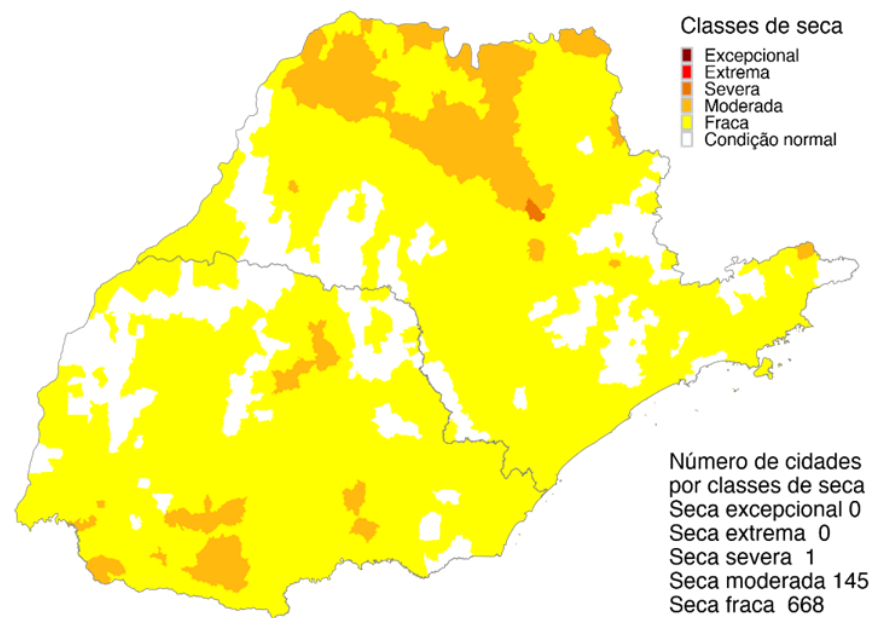 Classes de seca
Excepcional
Extrema
Severa
Moderada
Fraca
Condição normal
Número de cidades
por classes de seca
Seca excepcional 0
Seca extrema 0
Seca severa 1
Seca moderada 145
Seca fraca 668